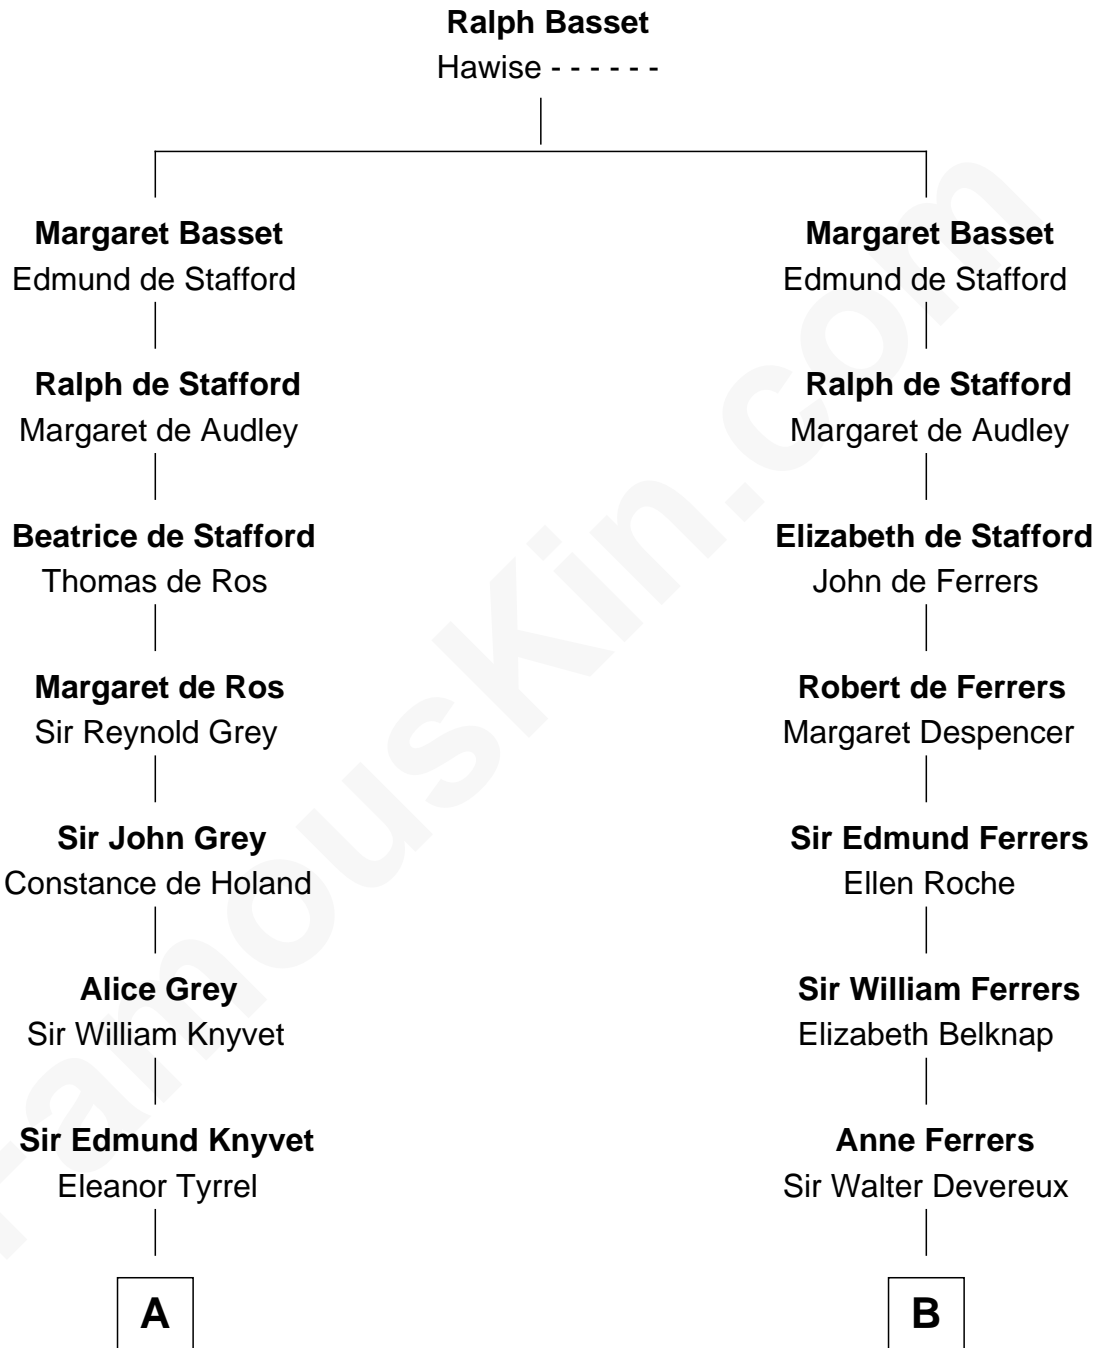 Ralph Basset
Hawise - - - - - -
Margaret Basset
Edmund de Stafford
Margaret Basset
Edmund de Stafford
Ralph de Stafford
Margaret de Audley
Ralph de Stafford
Margaret de Audley
Beatrice de Stafford
Thomas de Ros
Elizabeth de Stafford
John de Ferrers
Margaret de Ros
Sir Reynold Grey
Robert de Ferrers
Margaret Despencer
Sir John Grey
Constance de Holand
Sir Edmund Ferrers
Ellen Roche
Alice Grey
Sir William Knyvet
Sir William Ferrers
Elizabeth Belknap
Sir Edmund Knyvet
Eleanor Tyrrel
Anne Ferrers
Sir Walter Devereux
A
B
FamousKin.com